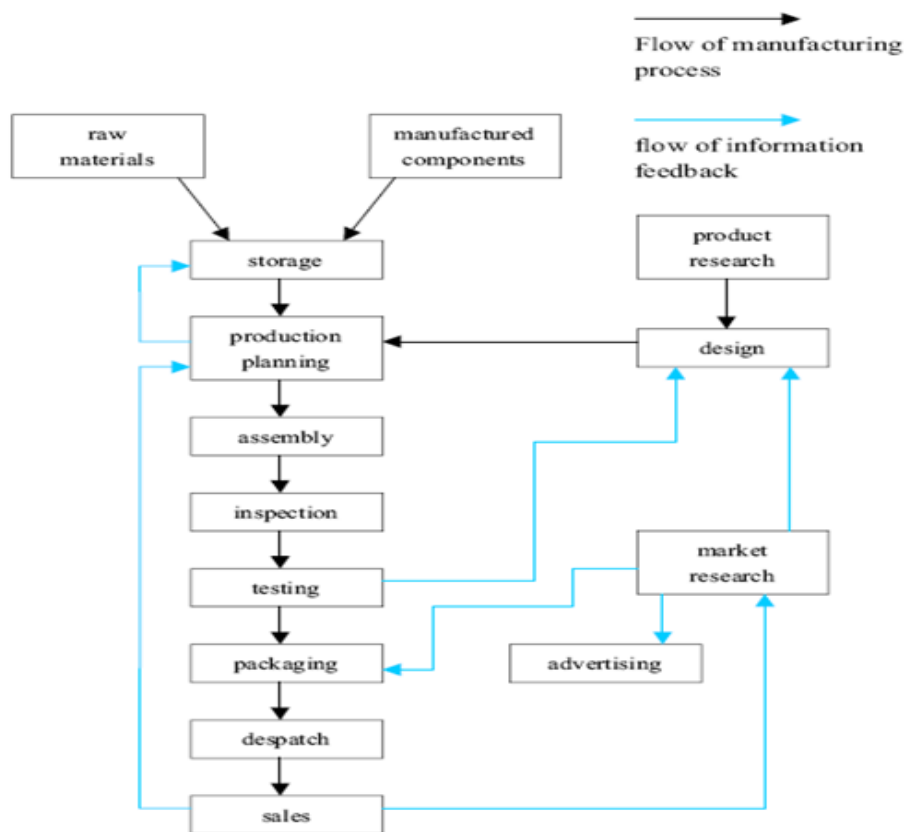 Flow of manufacturing
process
flow of information
feedback
raw
materials
manufactured
components
storage
product
research
production
planning
design
assembly
inspection
market
research
testing
packaging
advertising
despatch
sales